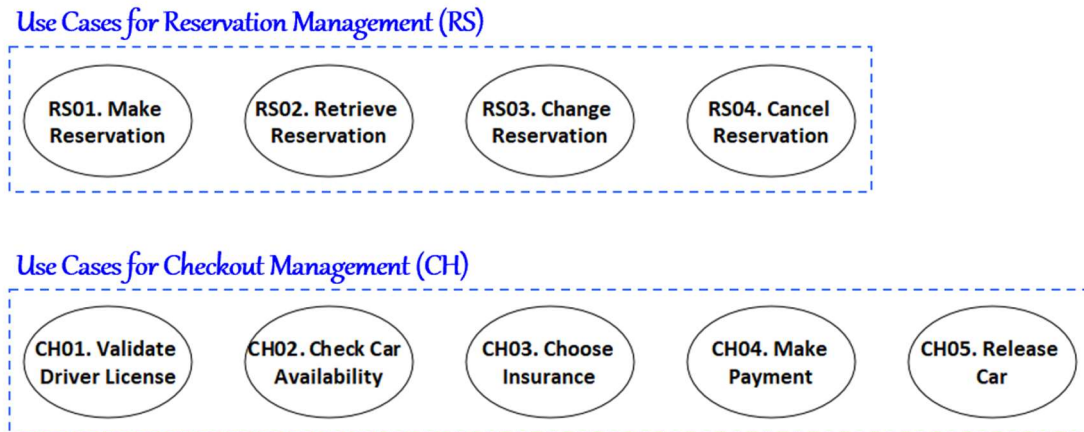 Use Cases for Reservation Management (RS)
RS01. Make
Reservation
RS02. Retrieve
Reservation
RS03. Change
Reservation
RS04. Cancel
Reservation
Use Cases for Checkout Management (CH)
CH01. Validate
Driver License
CH02. Check Car
Availability
CH03. Choose
Insurance
CH04. Make
Payment
CH05. Release
Car